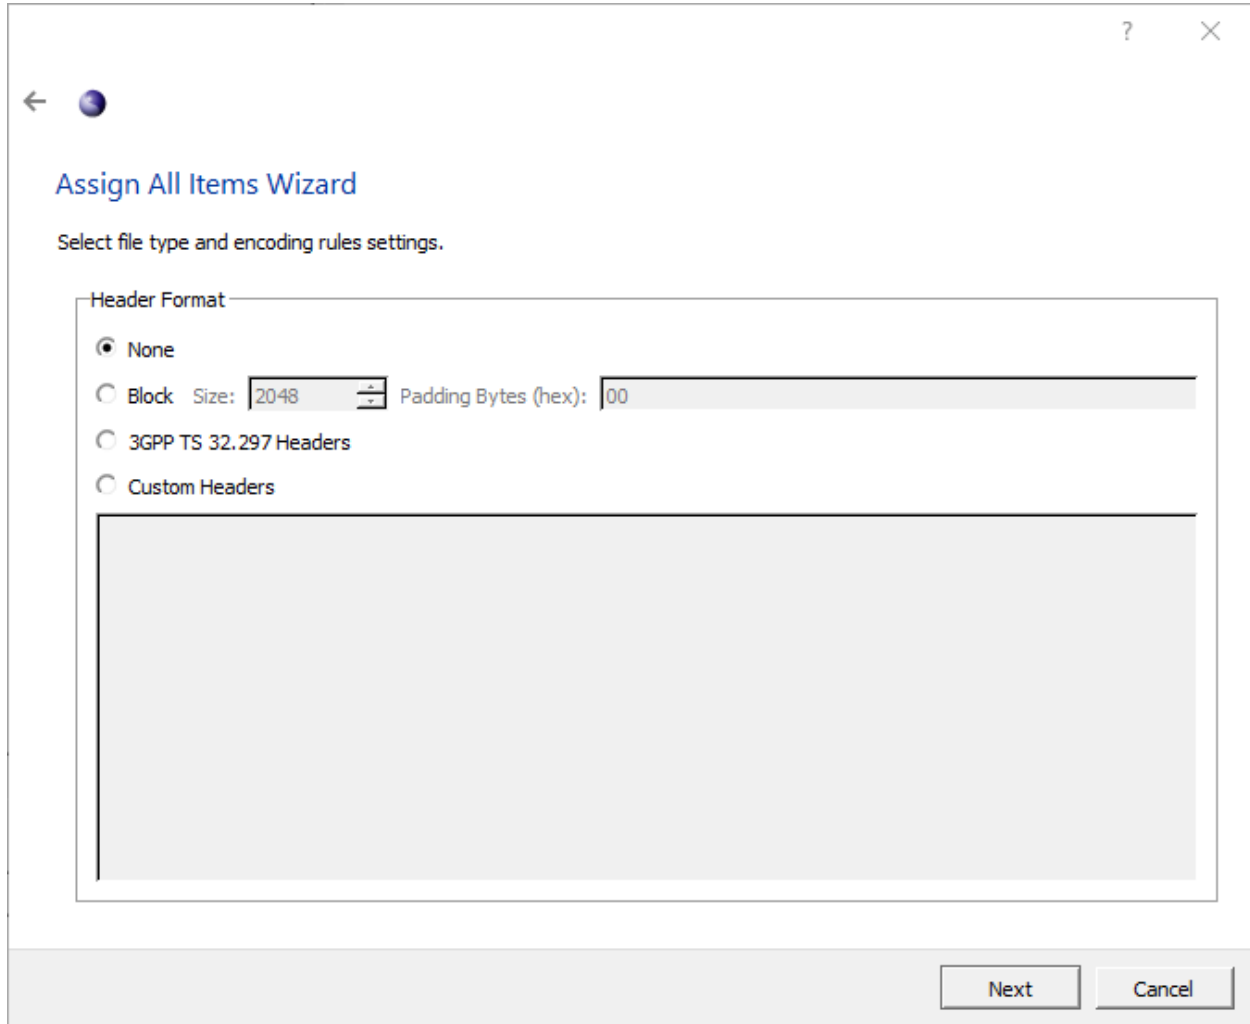 ?
Assign All Items Wizard
Select file type and encoding rules settings.
Header Format
None
Block Size: 2048 Padding Bytes (hex): 00
3GPP TS 32.297 Headers
Custom Headers
Next Cancel